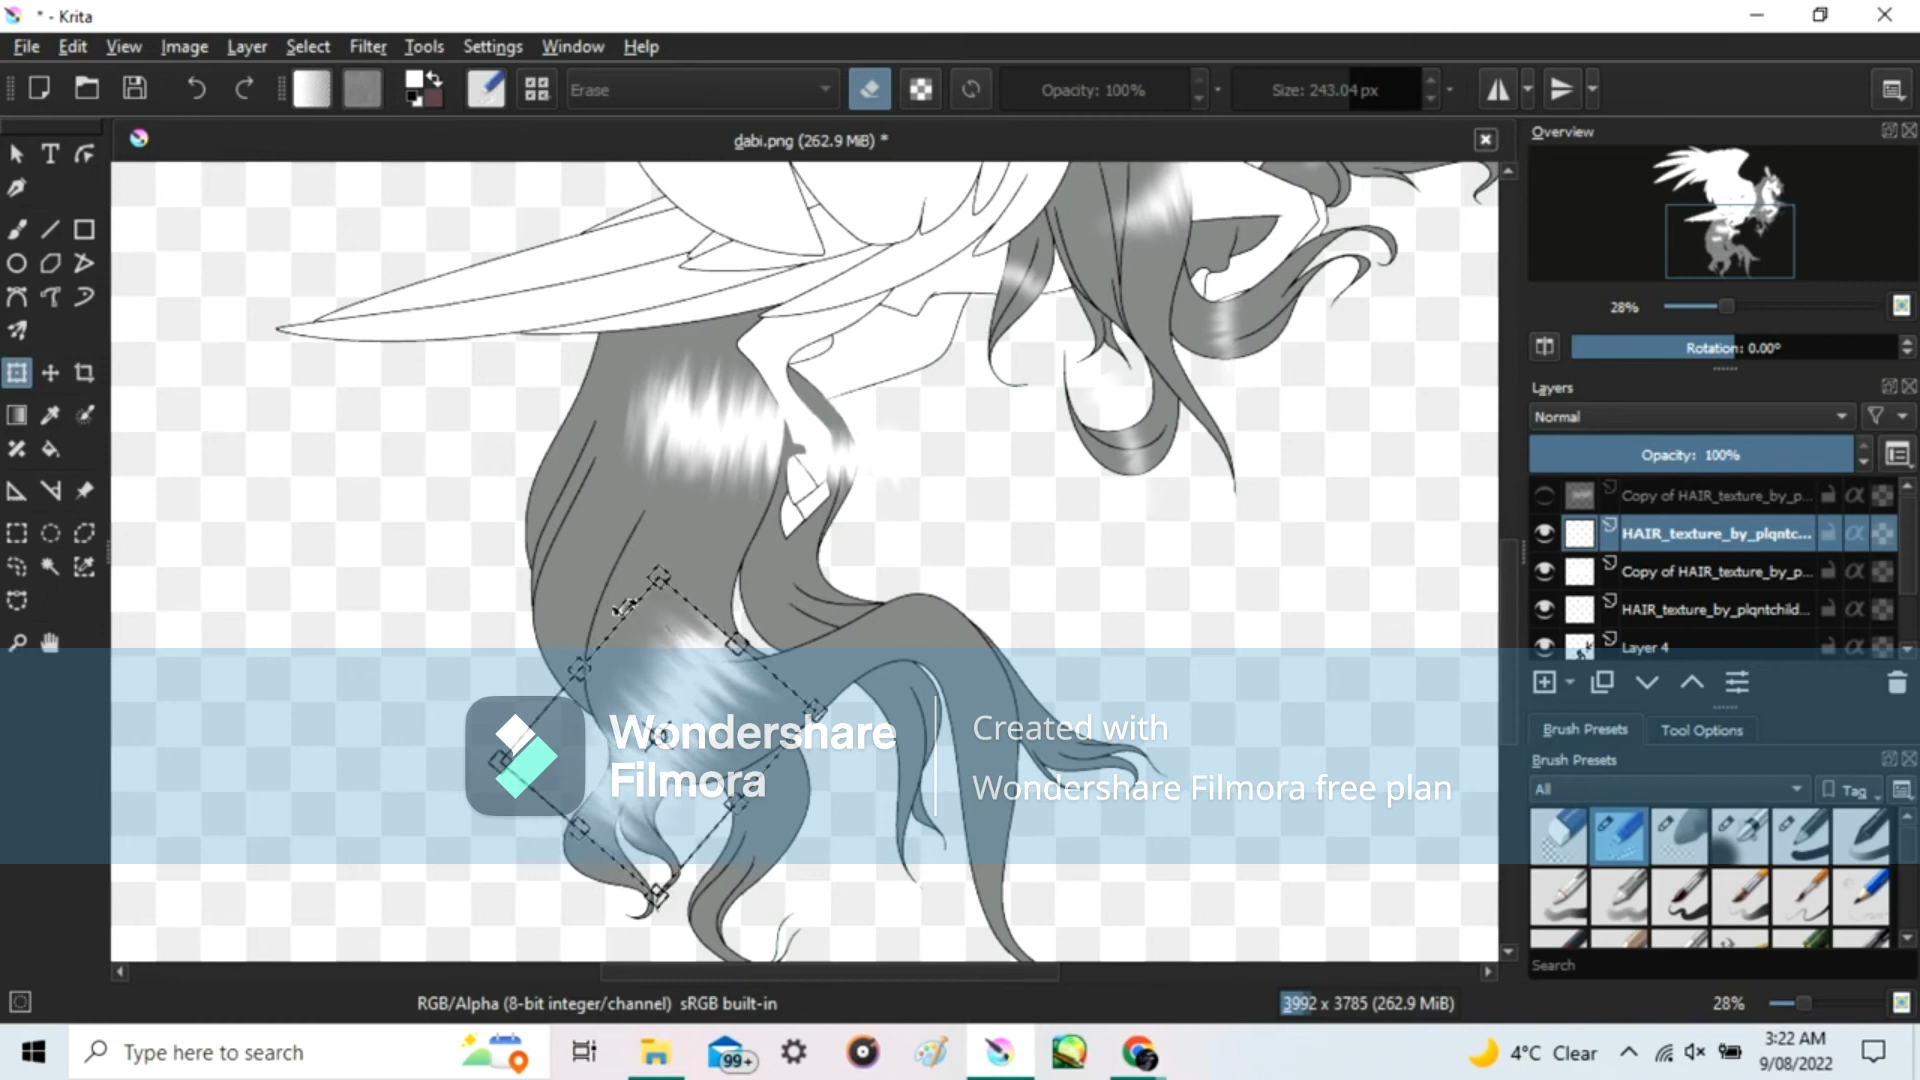 * - Krita
File Edit View Image Layer Select Filter Tools Settings Window Help
Erase
Opacity: 100%
Size: 243.04 px
dabi.png (262.9 MiB) *
Overview
28%
Rotation: 0.00°
Layers
Normal
Opacity: 100%
Copy of HAIR_texture_by_p...
HAIR_texture_by_plqntc...
Copy of HAIR_texture_by_p...
HAIR_texture_by_plqntchild...
Layer 4
Brush Presets Tool Options
Brush Presets
All
Tag
Search
Wondershare
Filmora
Created with
Wondershare Filmora free plan
RGB/Alpha (8-bit integer/channel) sRGB built-in
3992 x 3785 (262.9 MiB)
28%
Type here to search
99+
4°C Clear
3:22 AM
9/08/2022